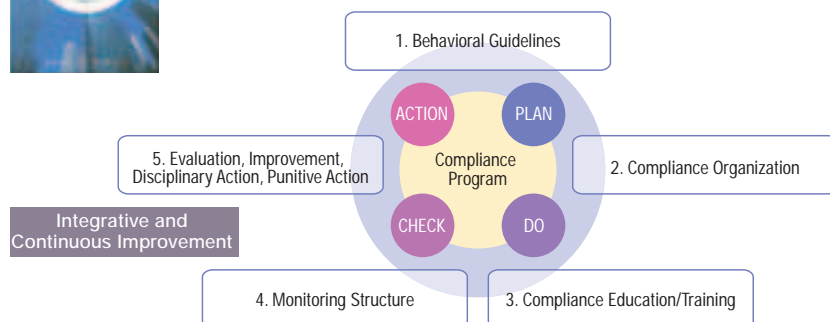 1. Behavioral Guidelines
ACTION
PLAN
5. Evaluation, Improvement,
Disciplinary Action, Punitive Action
Compliance
Program
2. Compliance Organization
Integrative and
Continuous Improvement
CHECK
DO
4. Monitoring Structure
3. Compliance Education/Training